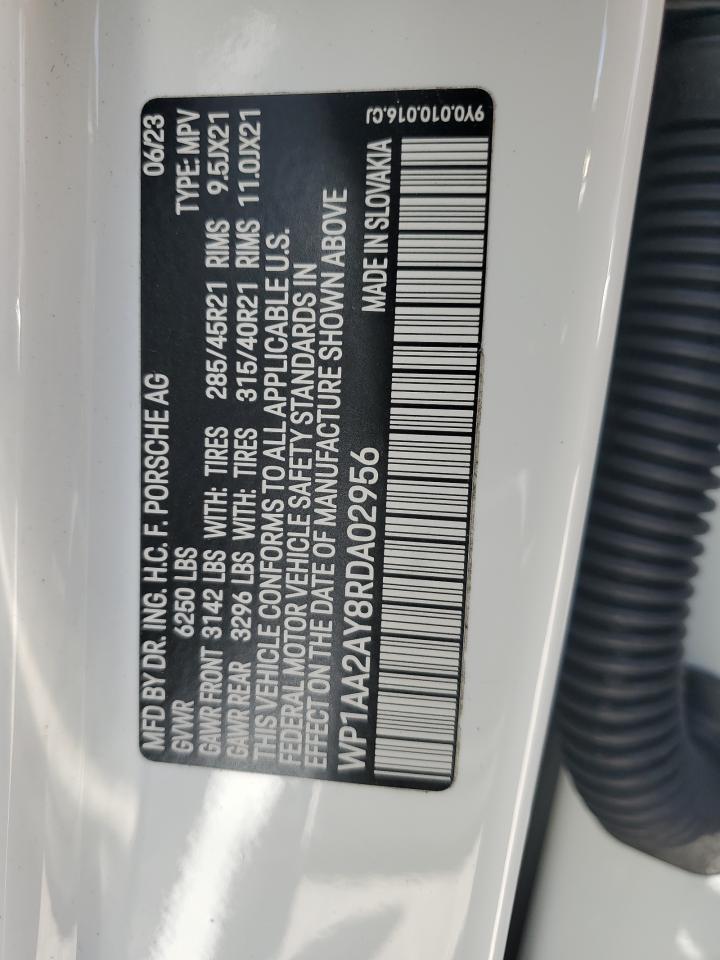 MFD BY DR. ING. H.C. F. PORSCHE AG 06/23
GVWR 6250 LBS TYPE: MPV
GAWR FRONT 3142 LBS WITH: TIRES 285/45R21 RIMS 9.5JX21
GAWR REAR 3296 LBS WITH: TIRES 315/40R21 RIMS 11.0JX21
THIS VEHICLE CONFORMS TO ALL APPLICABLE U.S.
FEDERAL MOTOR VEHICLE SAFETY STANDARDS IN
EFFECT ON THE DATE OF MANUFACTURE SHOWN ABOVE
WP1AA2AY8RDA02956 MADE IN SLOVAKIA
9Y0.010.016.CJ